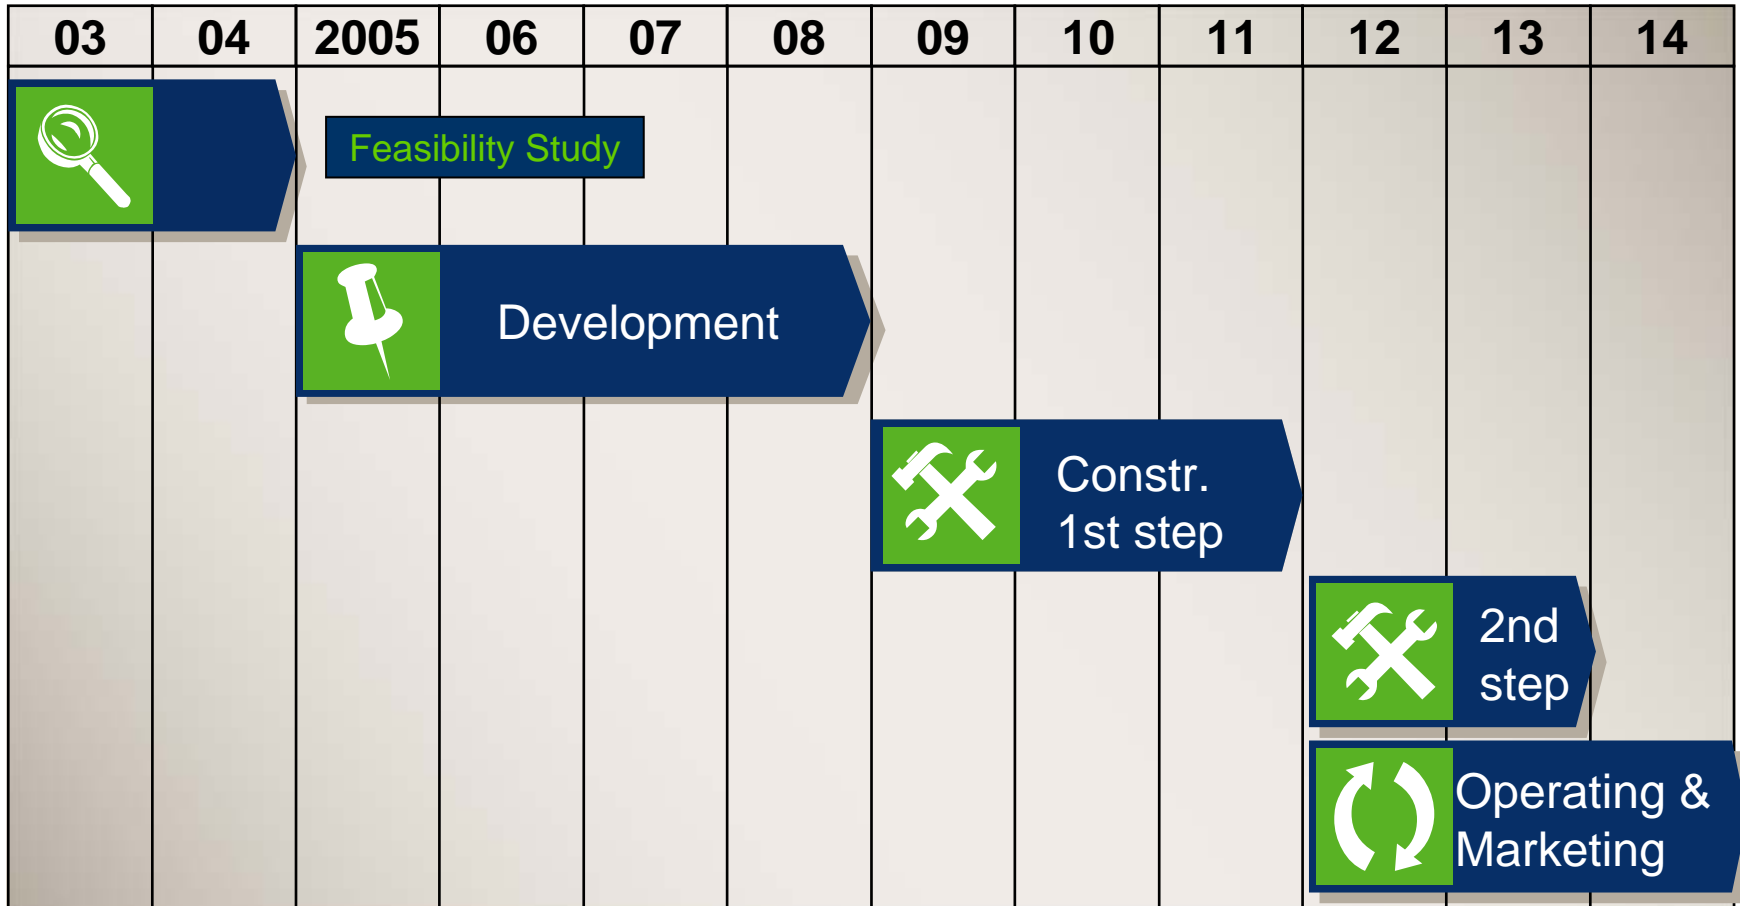 03 04 2005 06 07 08 09 10 11 12 13 14
Feasibility Study
Development
Constr.
1st step
2nd
step
Operating &
Marketing